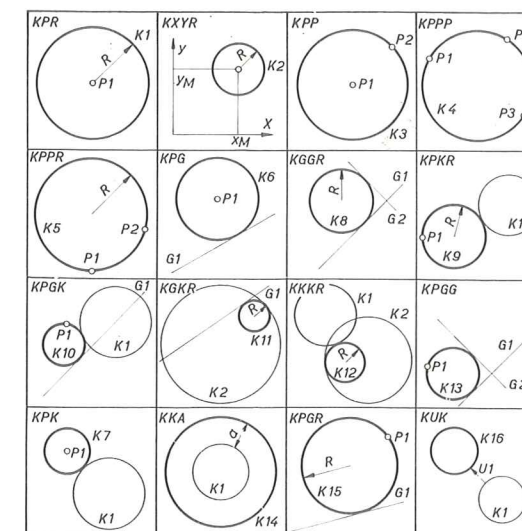 KPR
K1
R
P1
KXYR
y
R
K2
yM
X
xM
KPP
P2
P1
K3
KPPP
P1
K4
P3
KPPR
R
K5
P2
P1
KPG
K6
P1
G1
KGGR
R
G1
K8
G2
KPKR
R
K1
P1
K9
KPGK
G1
P1
K10
K1
KGKR
G1
R
K11
K2
KKKR
K1
K2
R
K12
KPGG
P1
G1
K13
G2
KPK
K7
P1
K1
KKA
a
K1
K14
KPGR
P1
R
K15
G1
KUK
K16
U1
K1